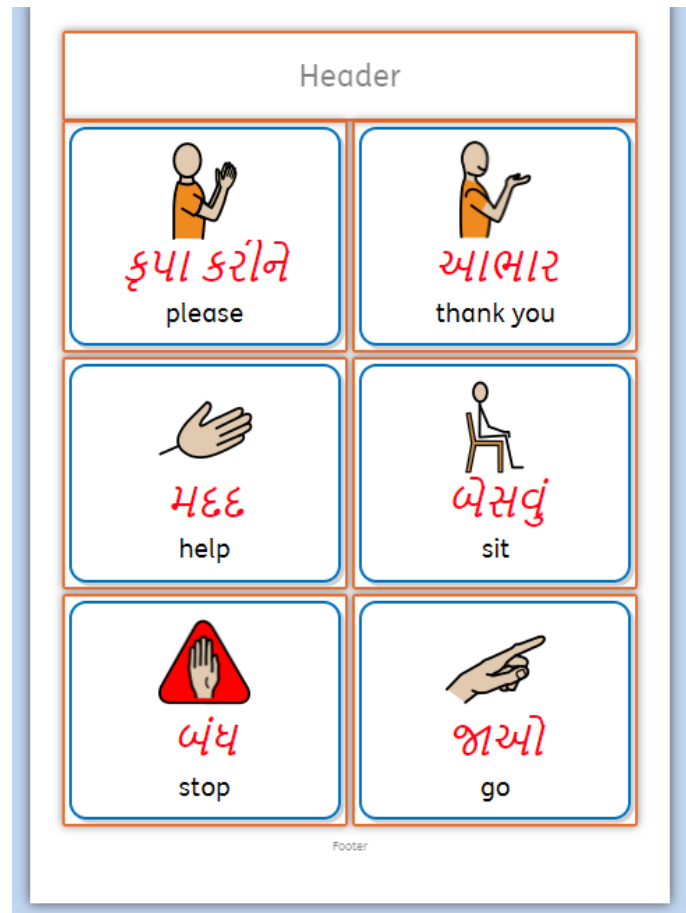 Header
કૃપા કરીને
please
આભાર
thank you
મદદ
help
બેસવું
sit
બંધ
stop
જાઓ
go
Footer